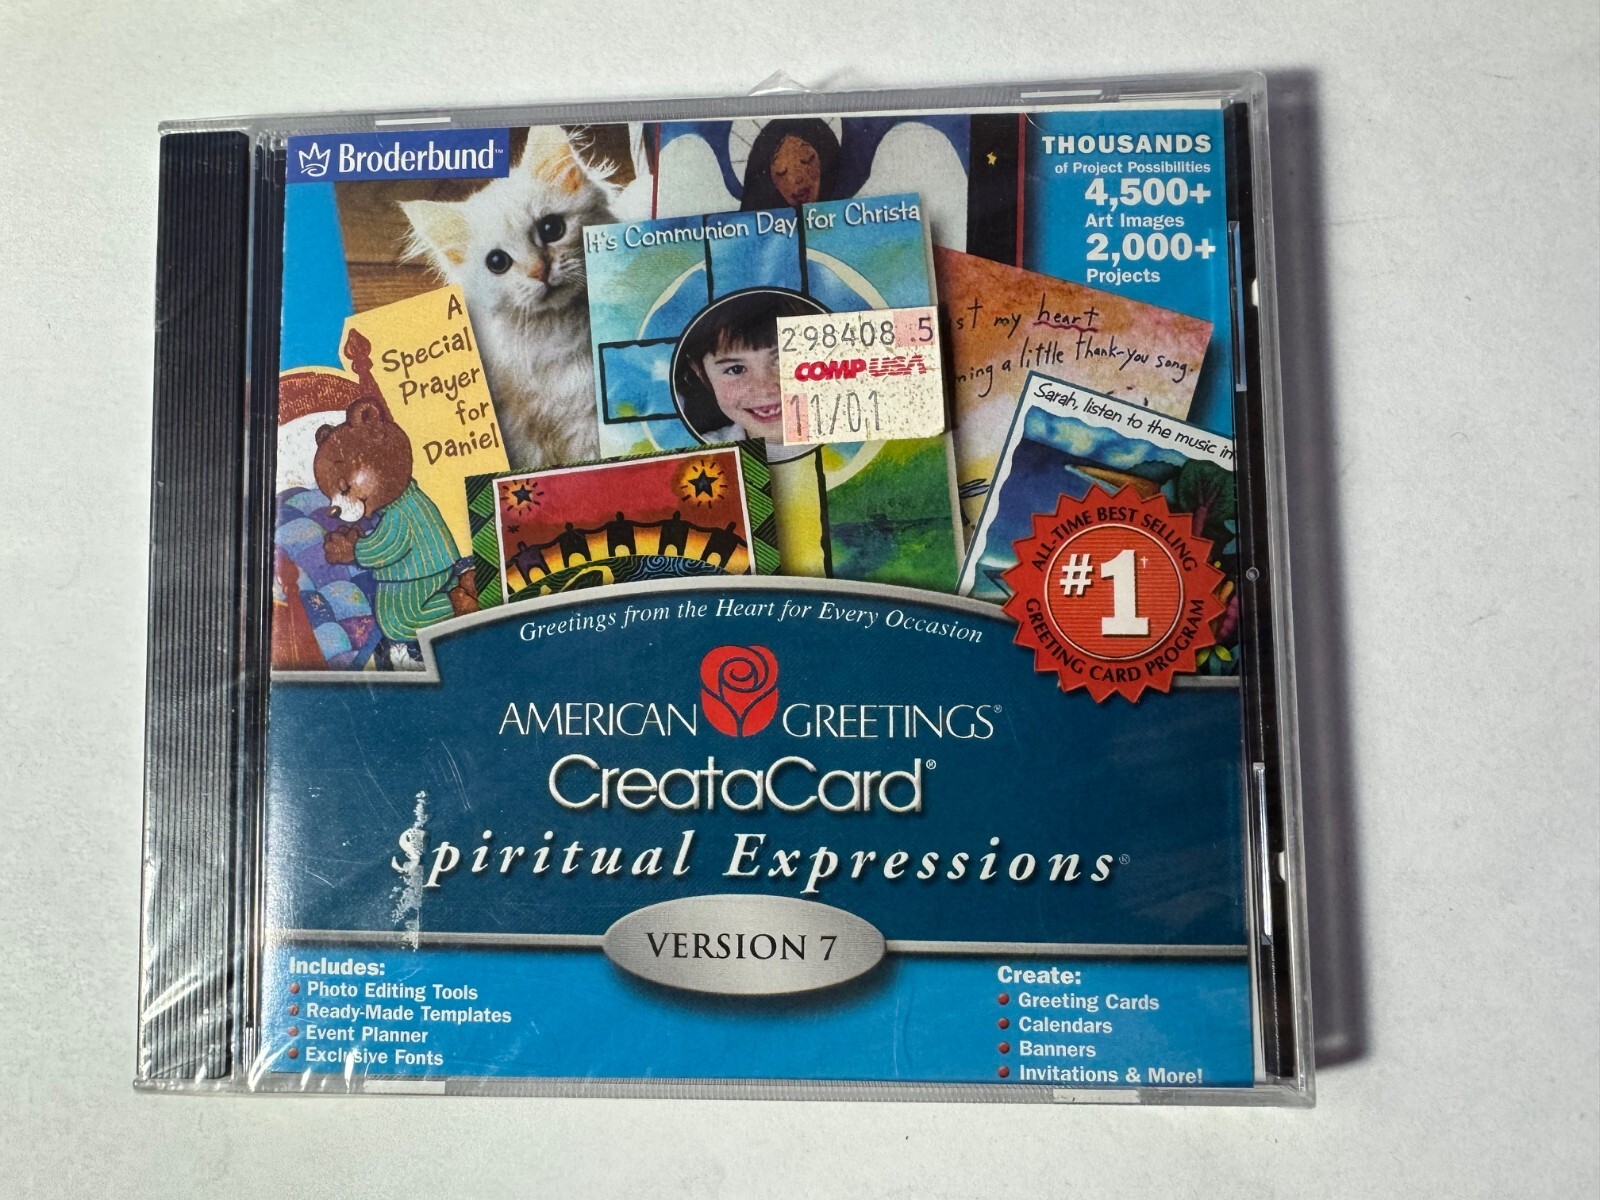 Broderbund™
THOUSANDS
of Project Possibilities
4,500+
Art Images
2,000+
Projects
It's Communion Day for Christa
A
Special
Prayer
for
Daniel
298408 5
COMP USA
11/01
st my heart
ning a little thank-you song.
Sarah, listen to the music in
ALL-TIME BEST SELLING
#1†
GREETING CARD PROGRAM
Greetings from the Heart for Every Occasion
AMERICAN GREETINGS®
CreataCard®
Spiritual Expressions®
VERSION 7
Includes:
• Photo Editing Tools
• Ready-Made Templates
• Event Planner
• Exclusive Fonts
Create:
• Greeting Cards
• Calendars
• Banners
• Invitations & More!